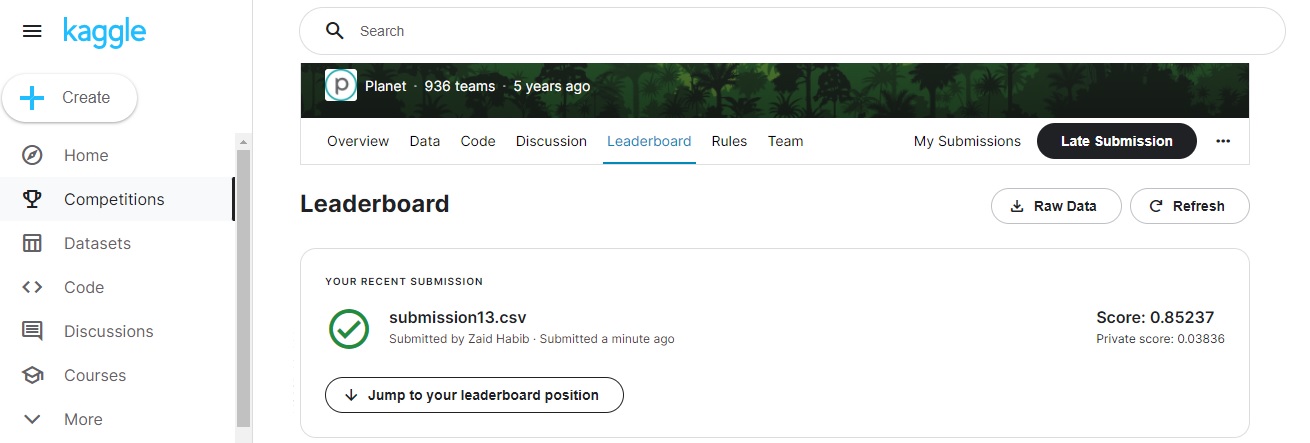 kaggle
Search
Create
Home
Competitions
Datasets
Code
Discussions
Courses
More
p
Planet · 936 teams · 5 years ago
Overview Data Code Discussion Leaderboard Rules Team My Submissions Late Submission
Leaderboard
Raw Data Refresh
YOUR RECENT SUBMISSION
submission13.csv Score: 0.85237
Submitted by Zaid Habib · Submitted a minute ago Private score: 0.03836
Jump to your leaderboard position